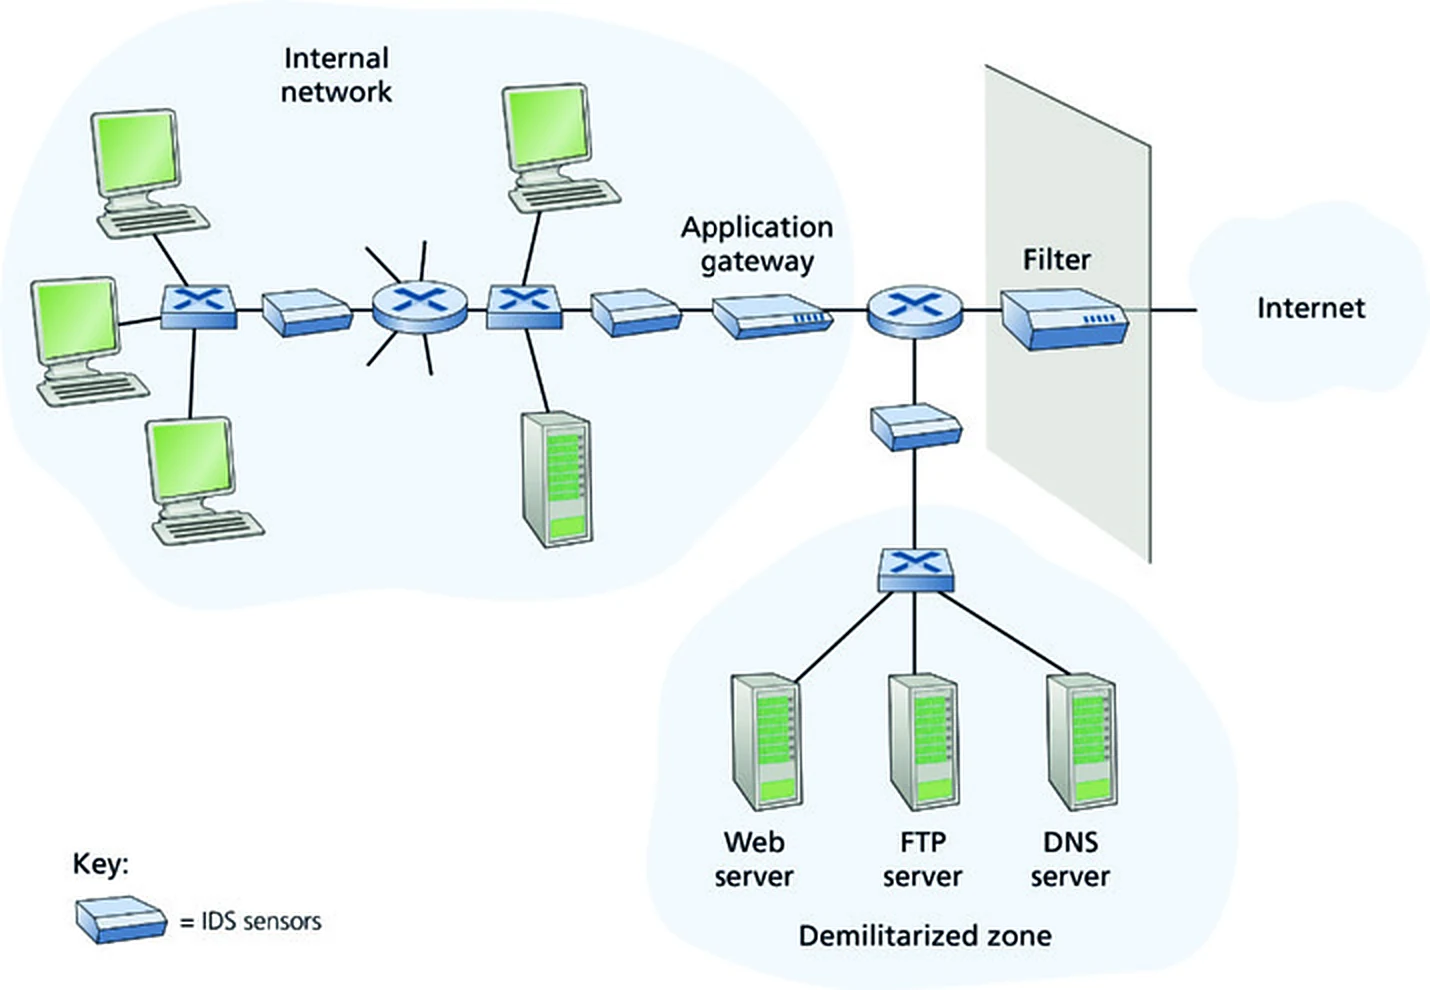 Internal
network
Application
gateway
Filter
Internet
Web
server
FTP
server
DNS
server
Demilitarized zone
Key:
= IDS sensors